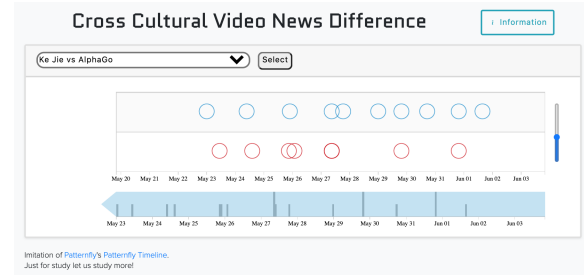 Cross Cultural Video News Difference
i Information
Ke Jie vs AlphaGo
Select
May 20 May 21 May 22 May 23 May 24 May 25 May 26 May 27 May 28 May 29 May 30 May 31 Jun 01 Jun 02 Jun 03
May 23 May 24 May 25 May 26 May 27 May 28 May 29 May 30 May 31 Jun 01 Jun 02 Jun 03
Imitation of Patternfly's Patternfly Timeline.
Just for study let us study more!